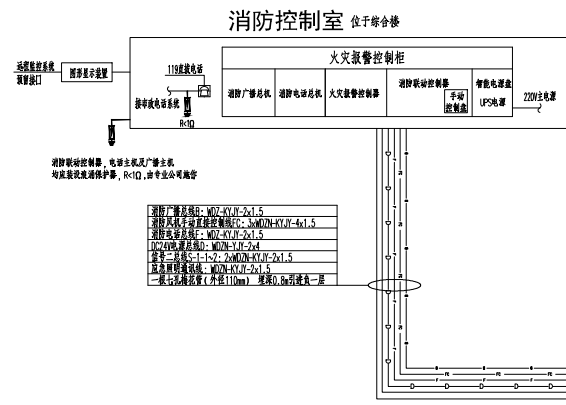 消防控制室 位于综合楼
火灾报警控制柜
远程监控系统
预留接口
图形显示装置
119直拨电话
接市政电话系统
R<1Ω
消防广播总机
消防电话总机
火灾报警控制器
消防联动控制器
手动
控制盘
智能电源盘
UPS电源
220V主电源
消防联动控制器，电话主机及广播主机
均应装设浪涌保护器，R<1Ω，由专业公司施作
消防广播总线B：WDZ-KYJY-2x1.5
消防风机手动直接控制线FC：3xWDZN-KYJY-4x1.5
消防电话总线F：WDZ-KYJY-2x1.5
DC24V电源总线D：WDZN-YJY-2x4
信号二总线S-1-1~2：2xWDZN-KYJY-2x1.5
应急照明通讯线：WDZN-KYJY-2x1.5
一根七孔梅花管（外径110mm） 埋深0.8m引进负一层